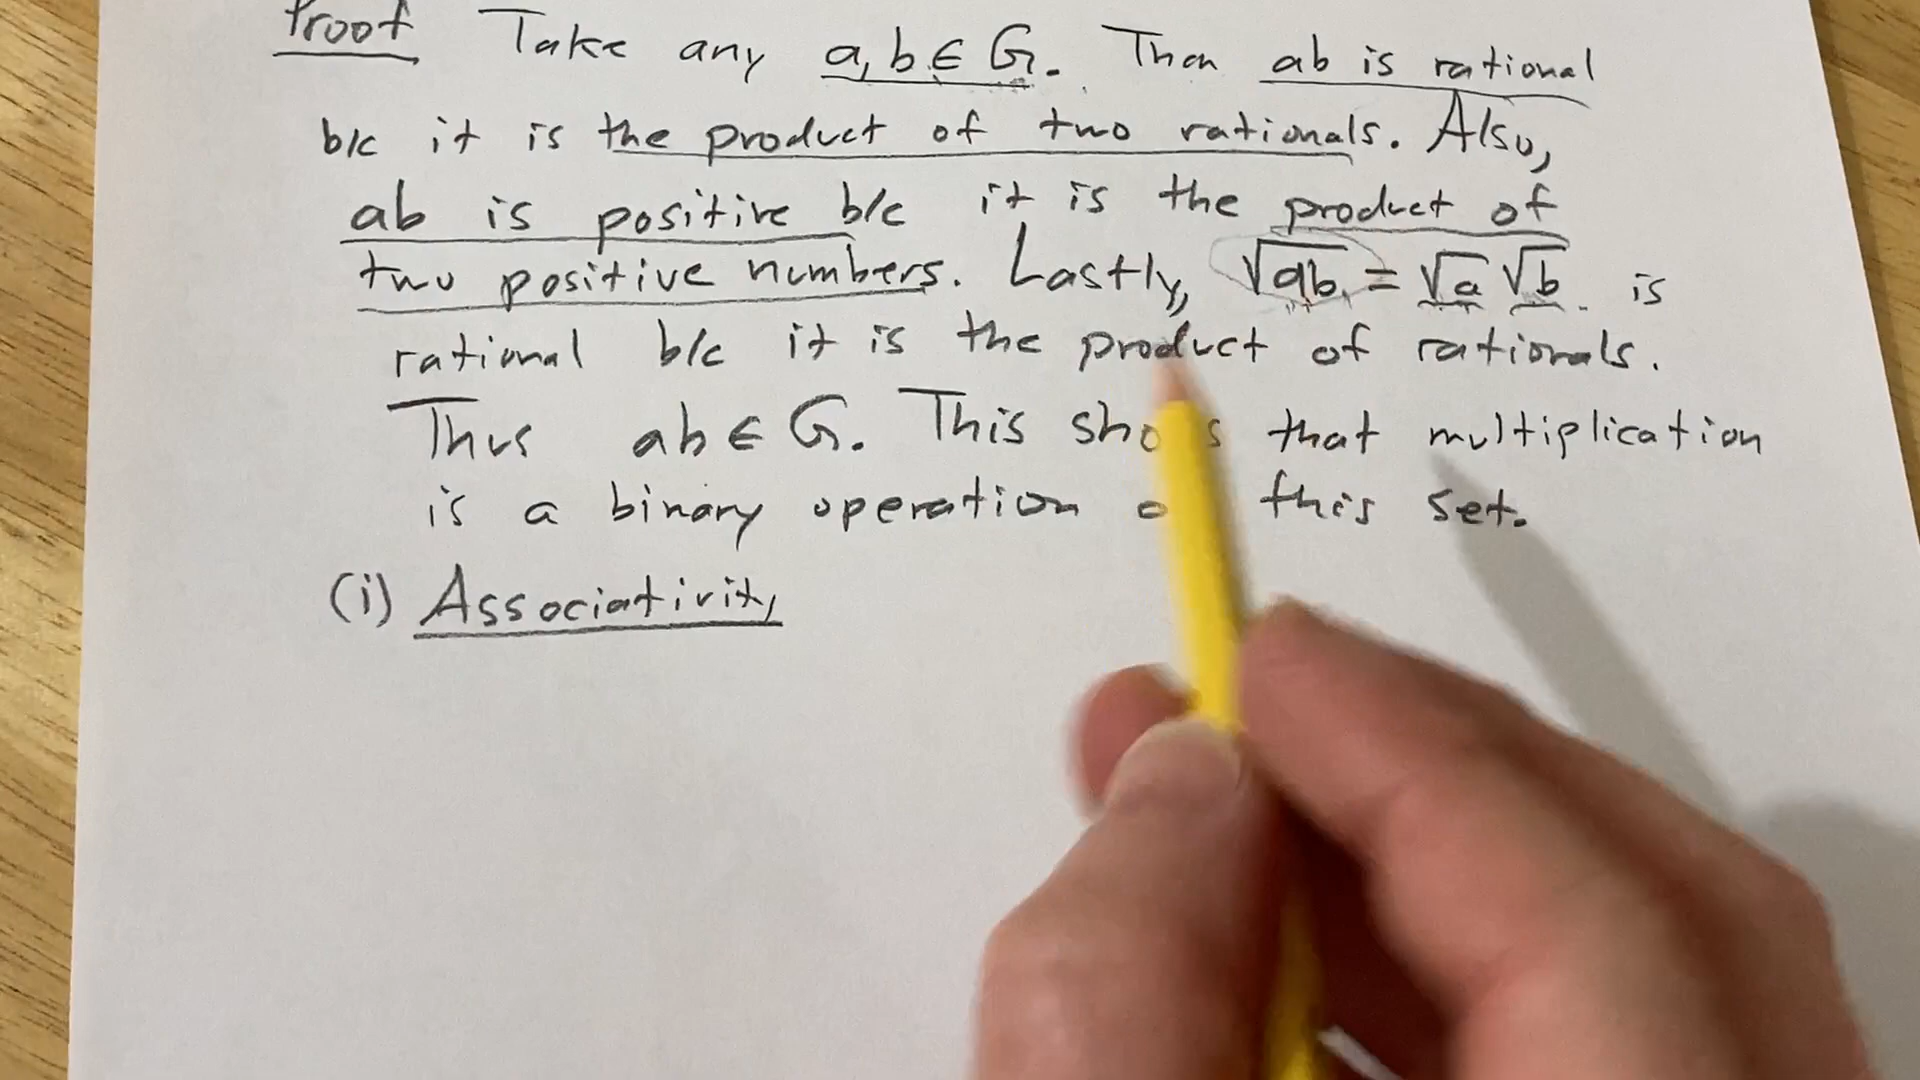 Proof Take any a, b ∈ G. Then ab is rational
b/c it is the product of two rationals. Also,
ab is positive b/c it is the product of
two positive numbers. Lastly, √ab = √a √b is
rational b/c it is the product of rationals.
Thus ab ∈ G. This shows that multiplication
is a binary operation on this set.
(i) Associativity